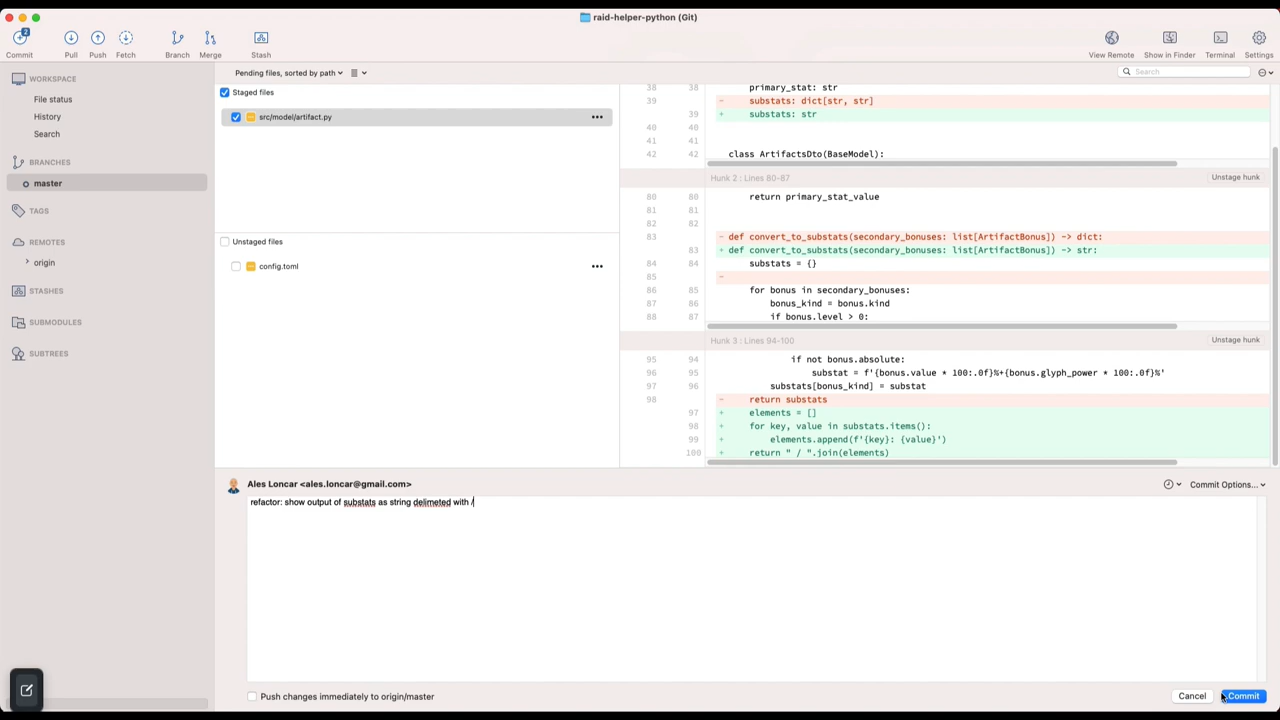 raid-helper-python (Git)
2
Commit
Pull
Push
Fetch
Branch
Merge
Stash
View Remote
Show in Finder
Terminal
Settings
WORKSPACE
File status
History
Search
BRANCHES
master
TAGS
REMOTES
origin
STASHES
SUBMODULES
SUBTREES
Pending files, sorted by path
Search
Staged files
src/model/artifact.py
Unstaged files
config.toml
38 38 primary_stat: str
39 - substats: dict[str, str]
39 + substats: str
40 40
41 41
42 42 class ArtifactsDto(BaseModel):
Hunk 2 : Lines 80-87 Unstage hunk
80 80 return primary_stat_value
81 81
82 82
83 - def convert_to_substats(secondary_bonuses: list[ArtifactBonus]) -> dict:
83 + def convert_to_substats(secondary_bonuses: list[ArtifactBonus]) -> str:
84 84 substats = {}
85 -
86 85 for bonus in secondary_bonuses:
87 86 bonus_kind = bonus.kind
88 87 if bonus.level > 0:
Hunk 3 : Lines 94-100 Unstage hunk
95 94 if not bonus.absolute:
96 95 substat = f'{bonus.value * 100:.0f}%+{bonus.glyph_power * 100:.0f}%'
97 96 substats[bonus_kind] = substat
98 - return substats
97 + elements = []
98 + for key, value in substats.items():
99 + elements.append(f'{key}: {value}')
100 + return " / ".join(elements)
Ales Loncar <ales.loncar@gmail.com>
Commit Options...
refactor: show output of substats as string delimeted with /
Push changes immediately to origin/master
Cancel
Commit